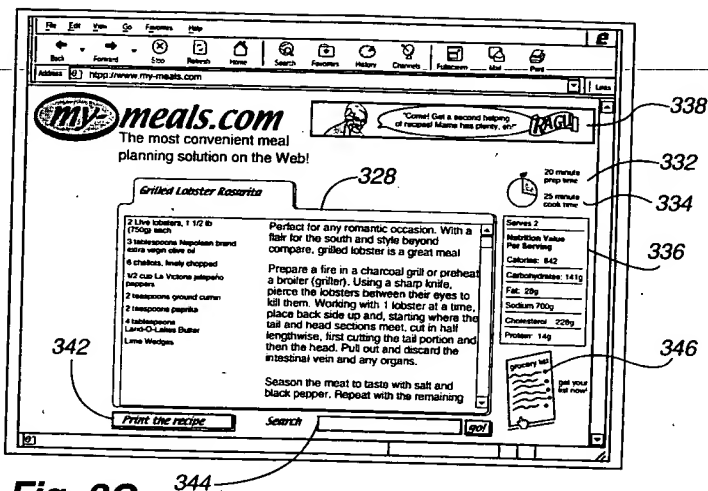 File Edit View Go Favorites Help
Back Forward Stop Refresh Home Search Favorites History Channels Fullscreen Mail Print
Address htpp://www.my-meals.com Links
my-meals.com
The most convenient meal
planning solution on the Web!
"Come! Get a second helping
of recipes! Mama has plenty, eh!"
RAGU
338
20 minute
prep time
332
25 minute
cook time
334
Grilled Lobster Rosarita
328
2 Live lobsters, 1 1/2 lb
(750g) each
3 tablespoons Napolean brand
extra virgin olive oil
6 challots, finely chopped
1/2 cup La Victoria jalepeño
peppers
2 teaspoons ground cumin
2 teaspoons paprika
4 tablespoons
Land-O-Lakes Butter
Lime Wedges
Perfect for any romantic occasion. With a
flair for the south and style beyond
compare, grilled lobster is a great meal
Prepare a fire in a charcoal grill or preheat
a broiler (griller). Using a sharp knife,
pierce the lobsters between their eyes to
kill them. Working with 1 lobster at a time,
place back side up and, starting where the
tail and head sections meet, cut in half
lengthwise, first cutting the tail portion and
then the head. Pull out and discard the
intestinal vein and any organs.
Season the meat to taste with salt and
black pepper. Repeat with the remaining
Serves 2
Nutrition Value
Per Serving
Calories: 842
Carbohydrates: 141g
Fat: 28g
Sodium 700g
Cholesterol 228g
Protein: 14g
336
grocery list
get your
list now!
346
342
Print the recipe
Search
go!
344